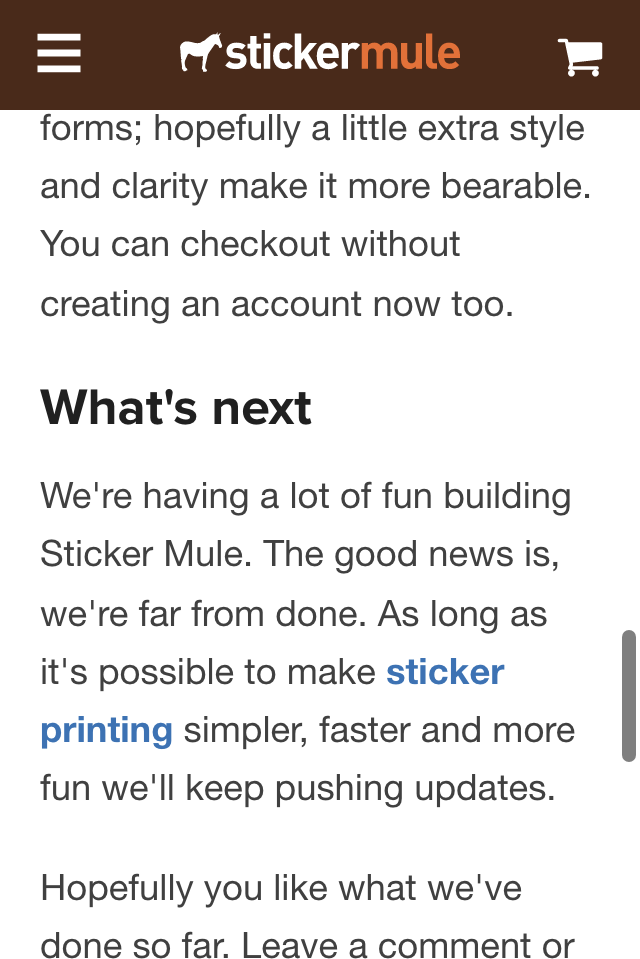 stickermule
forms; hopefully a little extra style
and clarity make it more bearable.
You can checkout without
creating an account now too.
What's next
We're having a lot of fun building
Sticker Mule. The good news is,
we're far from done. As long as
it's possible to make sticker
printing simpler, faster and more
fun we'll keep pushing updates.
Hopefully you like what we've
done so far. Leave a comment or